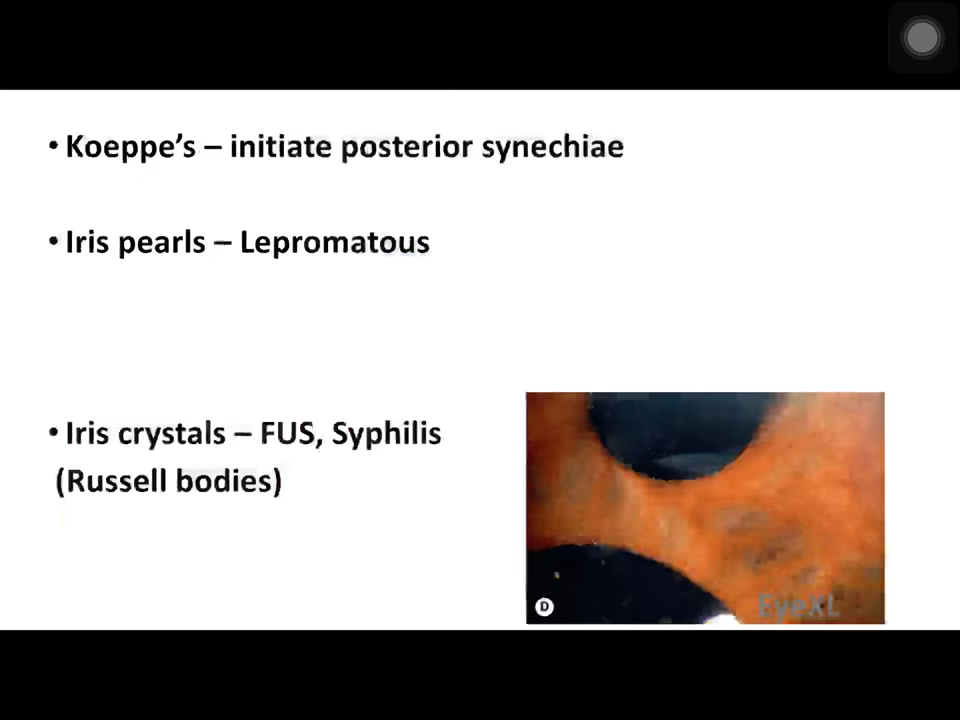 • Koeppe's – initiate posterior synechiae
• Iris pearls – Lepromatous
• Iris crystals – FUS, Syphilis
(Russell bodies)
D
EyeXL